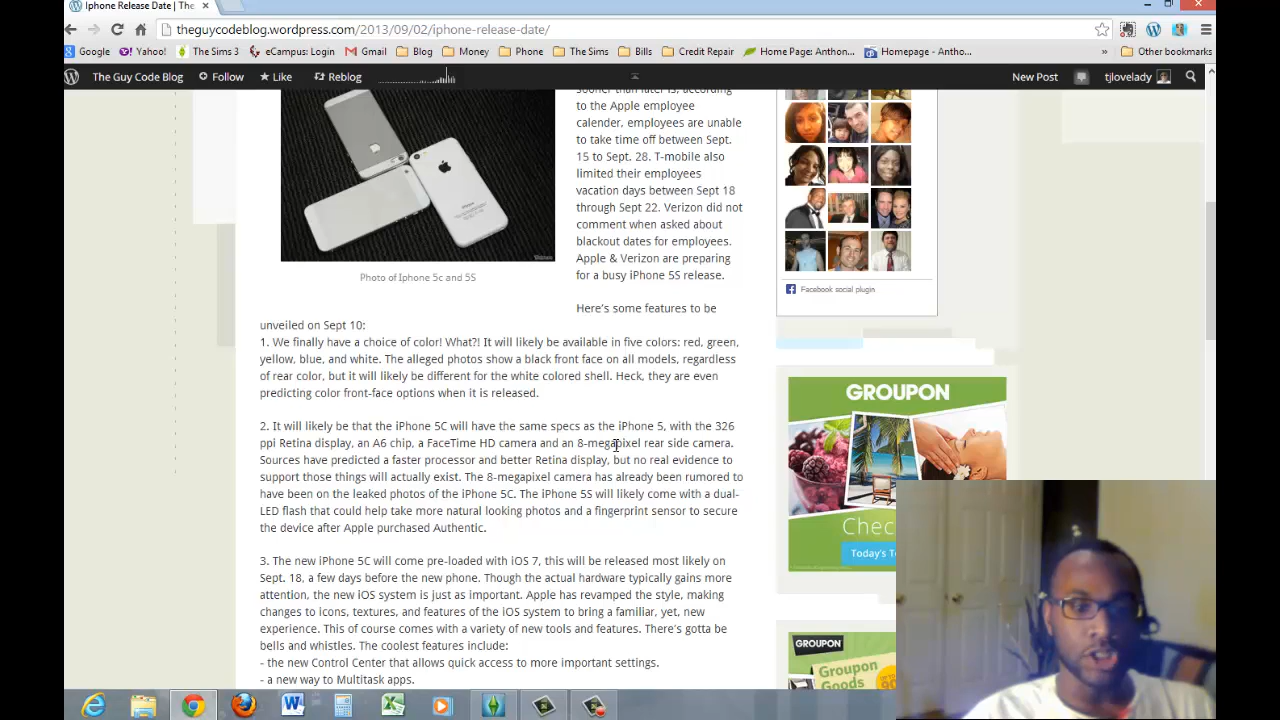 Iphone Release Date | The
theguycodeblog.wordpress.com/2013/09/02/iphone-release-date/
Google Yahoo! The Sims 3 eCampus: Login Gmail Blog Money Phone The Sims Bills Credit Repair Home Page: Anthon... Homepage - Antho... » Other bookmarks
The Guy Code Blog Follow Like Reblog New Post tjlovelady
sooner than later is, according
to the Apple employee
calender, employees are unable
to take time off between Sept.
15 to Sept. 28. T-mobile also
limited their employees
vacation days between Sept 18
through Sept 22. Verizon did not
comment when asked about
blackout dates for employees.
Apple & Verizon are preparing
for a busy iPhone 5S release.
Photo of Iphone 5c and 5S
Here's some features to be
unveiled on Sept 10:
1. We finally have a choice of color! What?! It will likely be available in five colors: red, green,
yellow, blue, and white. The alleged photos show a black front face on all models, regardless
of rear color, but it will likely be different for the white colored shell. Heck, they are even
predicting color front-face options when it is released.
2. It will likely be that the iPhone 5C will have the same specs as the iPhone 5, with the 326
ppi Retina display, an A6 chip, a FaceTime HD camera and an 8-megapixel rear side camera.
Sources have predicted a faster processor and better Retina display, but no real evidence to
support those things will actually exist. The 8-megapixel camera has already been rumored to
have been on the leaked photos of the iPhone 5C. The iPhone 5S will likely come with a dual-
LED flash that could help take more natural looking photos and a fingerprint sensor to secure
the device after Apple purchased Authentic.
3. The new iPhone 5C will come pre-loaded with iOS 7, this will be released most likely on
Sept. 18, a few days before the new phone. Though the actual hardware typically gains more
attention, the new iOS system is just as important. Apple has revamped the style, making
changes to icons, textures, and features of the iOS system to bring a familiar, yet, new
experience. This of course comes with a variety of new tools and features. There's gotta be
bells and whistles. The coolest features include:
- the new Control Center that allows quick access to more important settings.
- a new way to Multitask apps.
Facebook social plugin
GROUPON
Chec
Today's T
GROUPON
Groupon
Goods